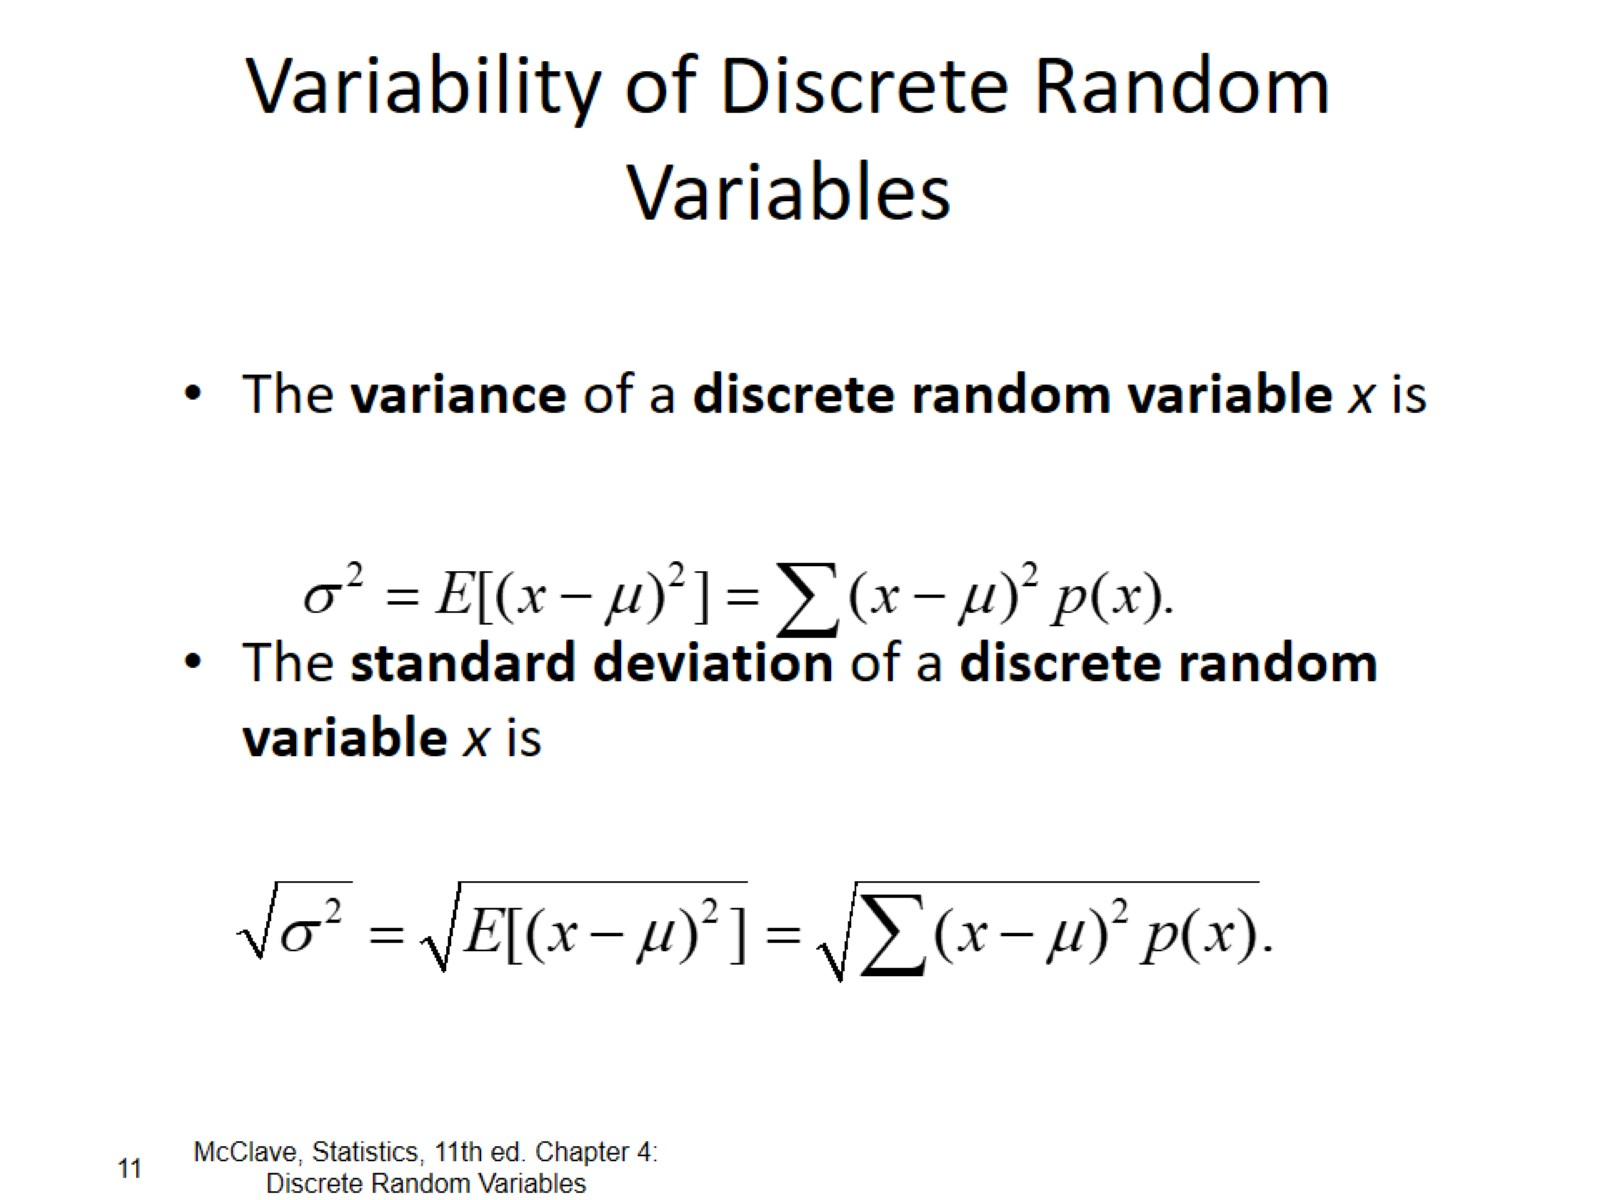 Variability of Discrete Random
Variables
• The variance of a discrete random variable x is
σ² = E[(x − μ)²] = ∑(x − μ)² p(x).
• The standard deviation of a discrete random
variable x is
√σ² = √E[(x − μ)²] = √∑(x − μ)² p(x).
11
McClave, Statistics, 11th ed. Chapter 4:
Discrete Random Variables